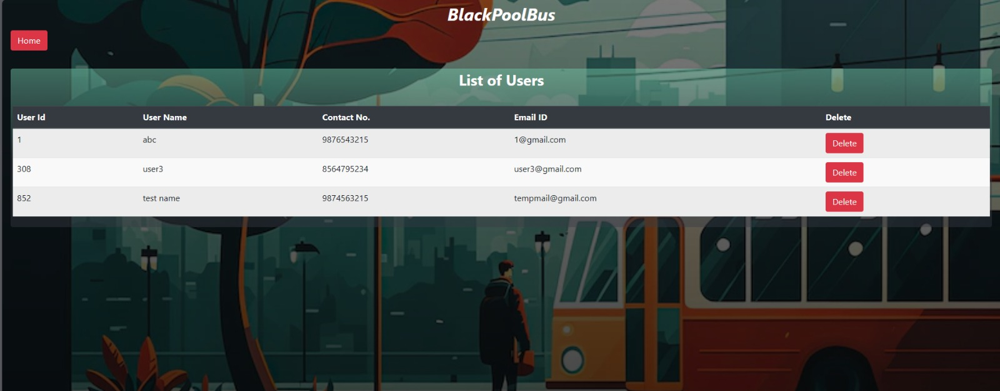 BlackPoolBus
Home
List of Users
User Id User Name Contact No. Email ID Delete
1 abc 9876543215 1@gmail.com Delete
308 user3 8564795234 user3@gmail.com Delete
852 test name 9874563215 tempmail@gmail.com Delete